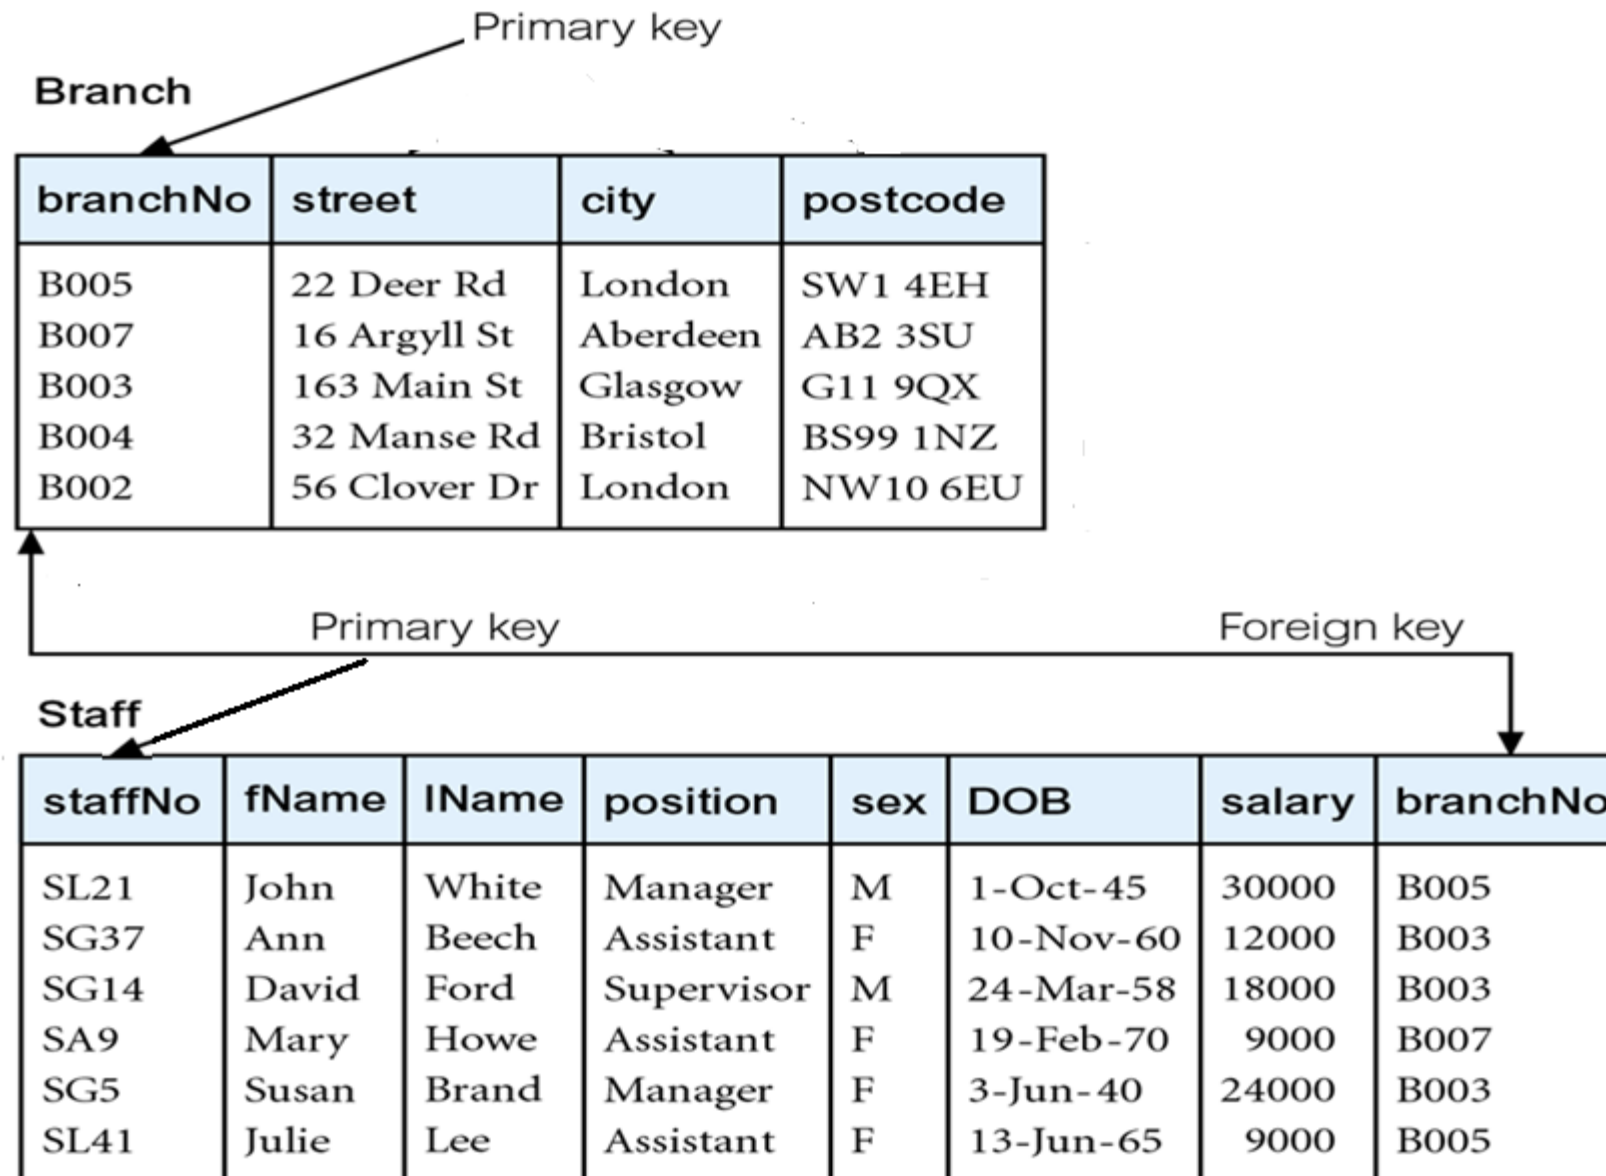 Primary key
Branch
branchNo street city postcode
B005 22 Deer Rd London SW1 4EH
B007 16 Argyll St Aberdeen AB2 3SU
B003 163 Main St Glasgow G11 9QX
B004 32 Manse Rd Bristol BS99 1NZ
B002 56 Clover Dr London NW10 6EU
Primary key Foreign key
Staff
staffNo fName lName position sex DOB salary branchNo
SL21 John White Manager M 1-Oct-45 30000 B005
SG37 Ann Beech Assistant F 10-Nov-60 12000 B003
SG14 David Ford Supervisor M 24-Mar-58 18000 B003
SA9 Mary Howe Assistant F 19-Feb-70 9000 B007
SG5 Susan Brand Manager F 3-Jun-40 24000 B003
SL41 Julie Lee Assistant F 13-Jun-65 9000 B005